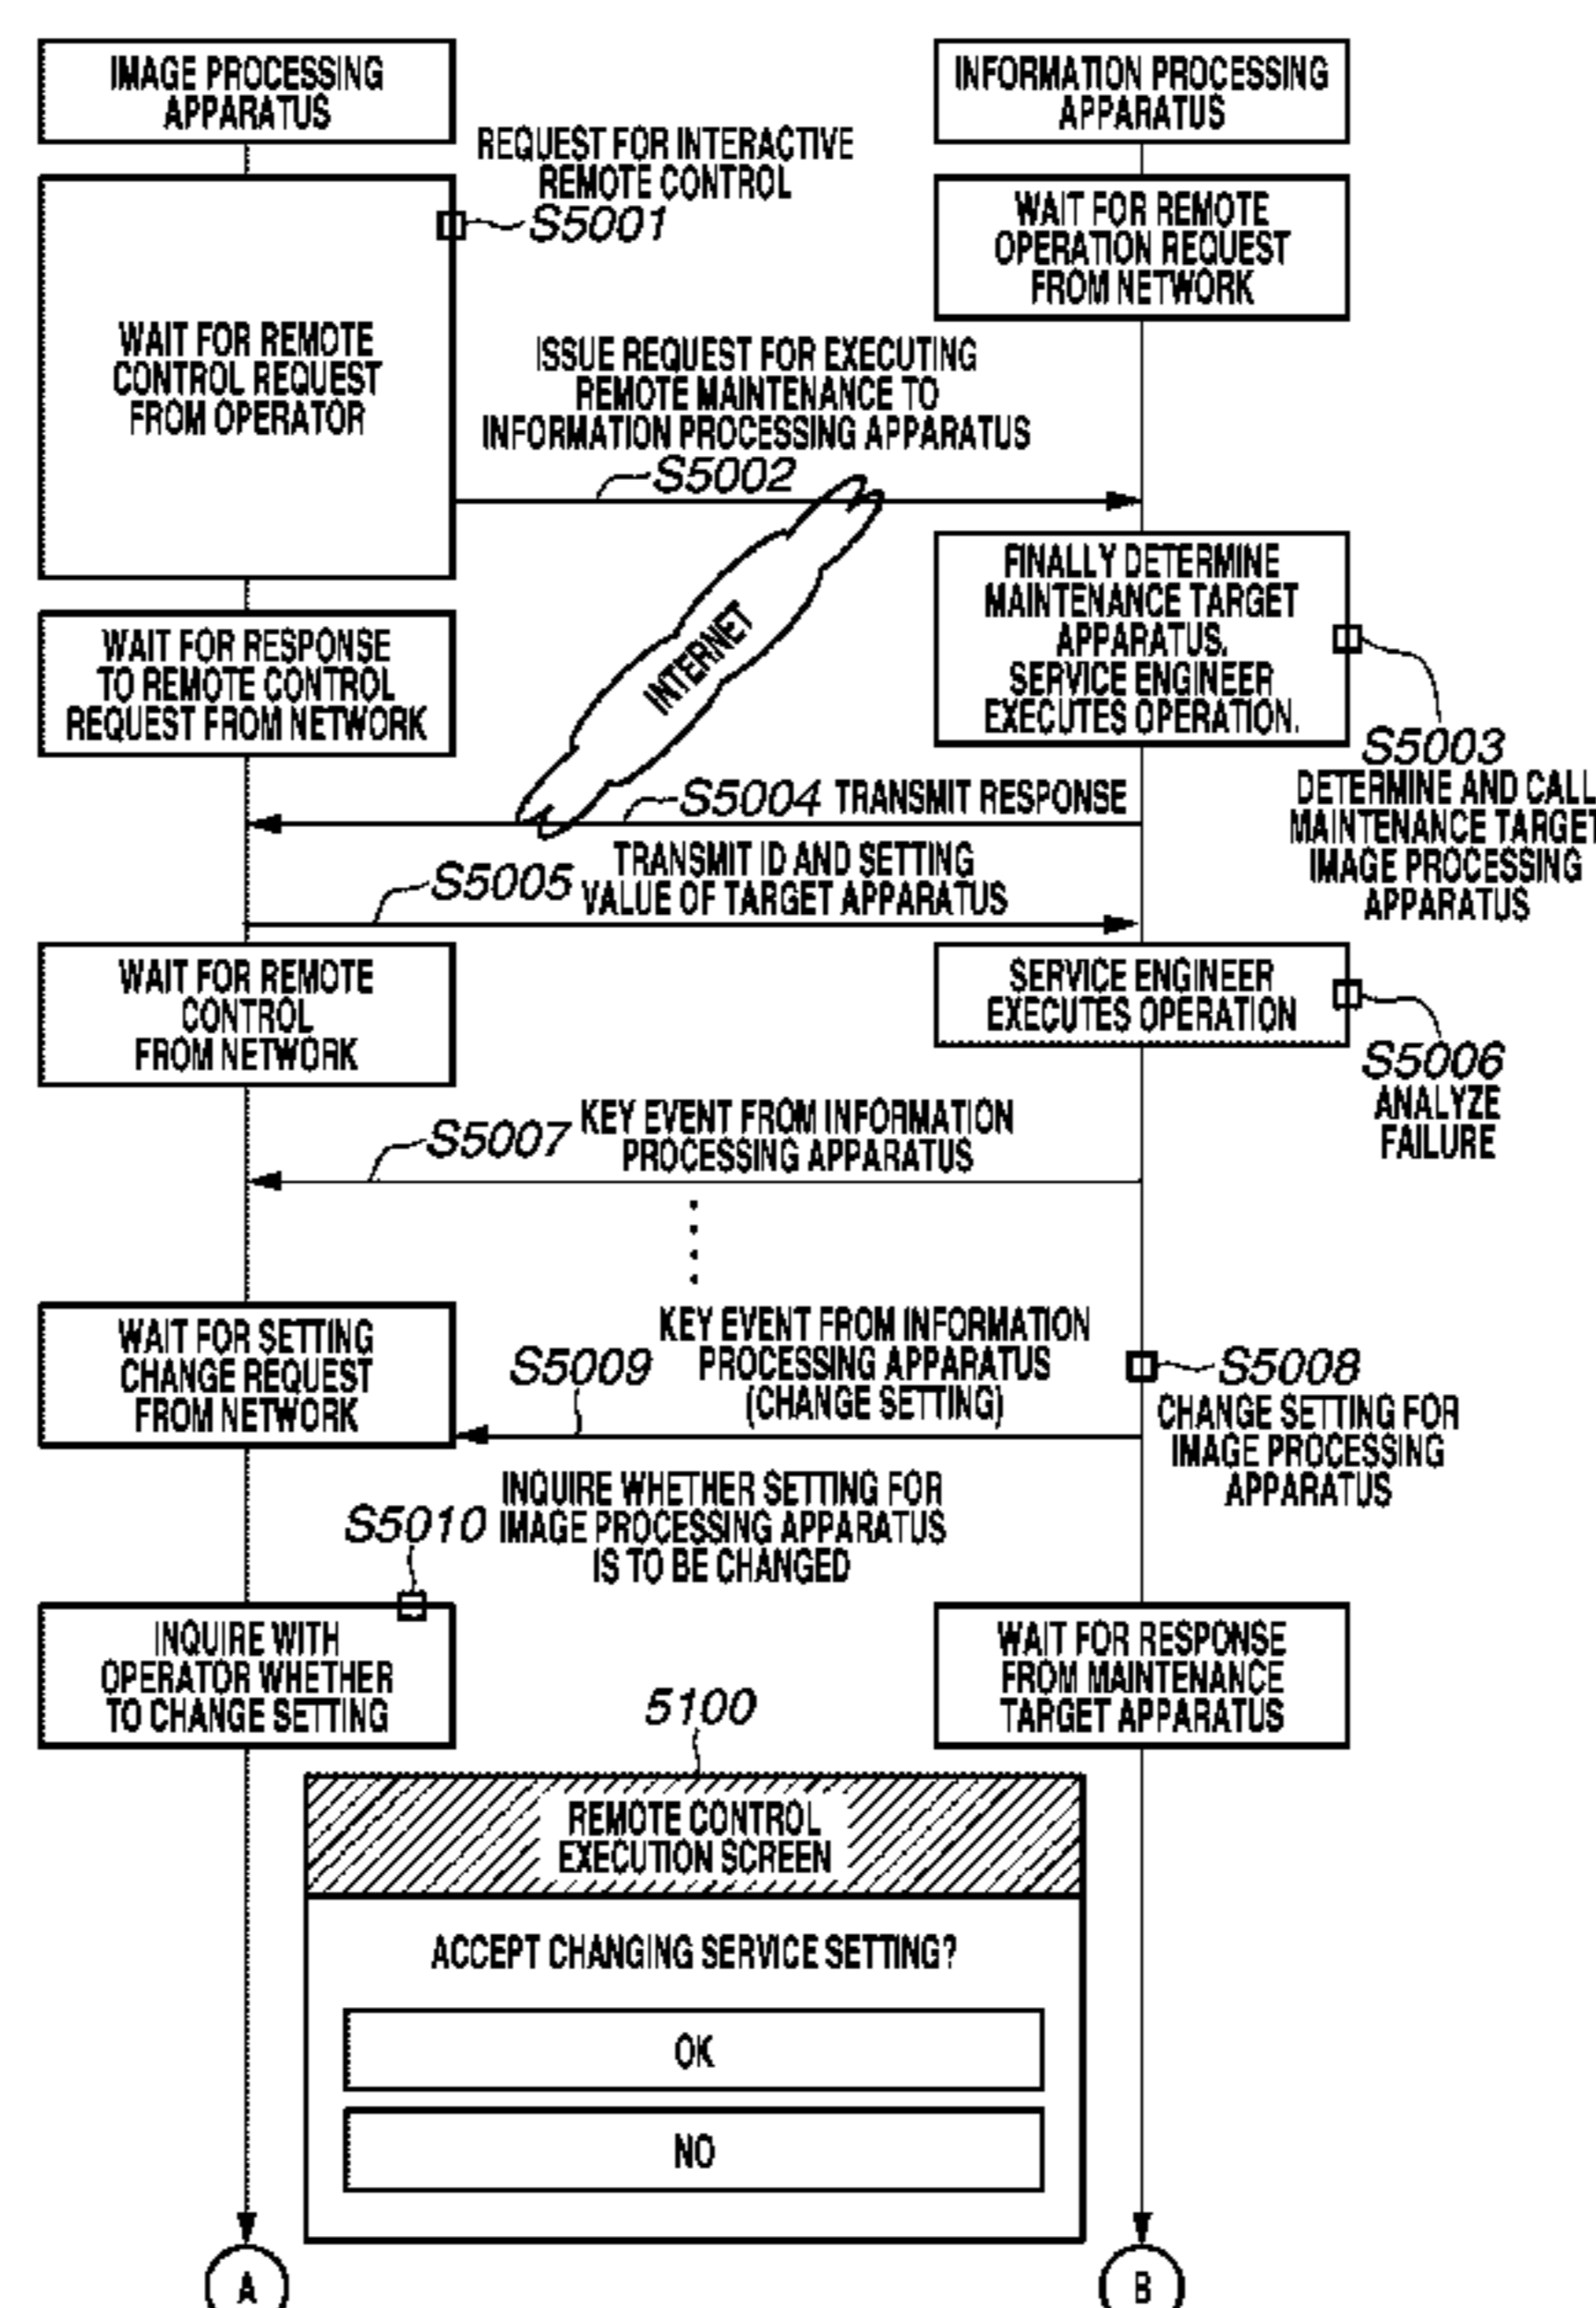 IMAGE PROCESSING
APPARATUS
INFORMATION PROCESSING
APPARATUS
REQUEST FOR INTERACTIVE
REMOTE CONTROL
S5001
WAIT FOR REMOTE
OPERATION REQUEST
FROM NETWORK
WAIT FOR REMOTE
CONTROL REQUEST
FROM OPERATOR
ISSUE REQUEST FOR EXECUTING
REMOTE MAINTENANCE TO
INFORMATION PROCESSING APPARATUS
S5002
INTERNET
FINALLY DETERMINE
MAINTENANCE TARGET
APPARATUS.
SERVICE ENGINEER
EXECUTES OPERATION.
WAIT FOR RESPONSE
TO REMOTE CONTROL
REQUEST FROM NETWORK
S5003
DETERMINE AND CALL
MAINTENANCE TARGET
IMAGE PROCESSING
APPARATUS
S5004 TRANSMIT RESPONSE
S5005
TRANSMIT ID AND SETTING
VALUE OF TARGET APPARATUS
WAIT FOR REMOTE
CONTROL
FROM NETWORK
SERVICE ENGINEER
EXECUTES OPERATION
S5006
ANALYZE
FAILURE
S5007
KEY EVENT FROM INFORMATION
PROCESSING APPARATUS
WAIT FOR SETTING
CHANGE REQUEST
FROM NETWORK
S5009
KEY EVENT FROM INFORMATION
PROCESSING APPARATUS
(CHANGE SETTING)
S5008
CHANGE SETTING FOR
IMAGE PROCESSING
APPARATUS
S5010
INQUIRE WHETHER SETTING FOR
IMAGE PROCESSING APPARATUS
IS TO BE CHANGED
INQUIRE WITH
OPERATOR WHETHER
TO CHANGE SETTING
WAIT FOR RESPONSE
FROM MAINTENANCE
TARGET APPARATUS
5100
REMOTE CONTROL
EXECUTION SCREEN
ACCEPT CHANGING SERVICE SETTING?
OK
NO
A
B